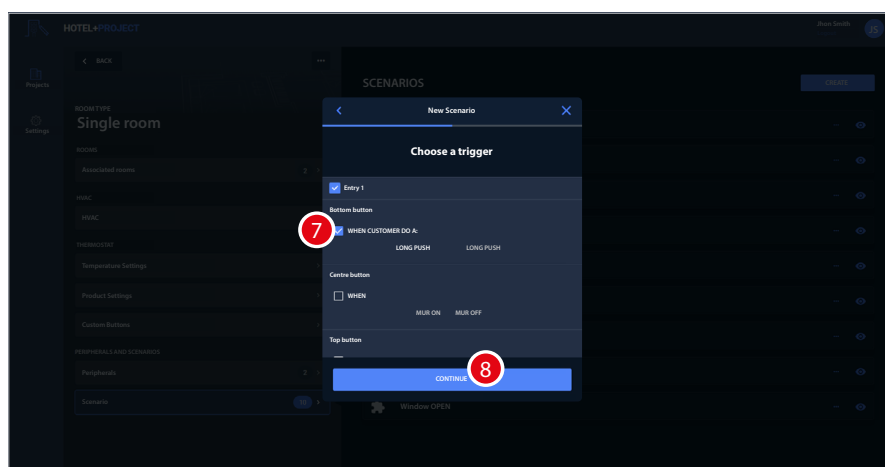 HOTEL+PROJECT
Jhon Smith
JS
BACK
Projects
Settings
ROOM TYPE
Single room
ROOMS
Associated rooms 2
HVAC
HVAC
THERMOSTAT
Temperature Settings
Product Settings
Custom Buttons
PERIPHERALS AND SCENARIOS
Peripherals 2
Scenario 10
SCENARIOS
CREATE
New Scenario
Choose a trigger
Entry 1
Bottom button
7
WHEN CUSTOMER DO A:
LONG PUSH LONG PUSH
Centre button
WHEN
MUR ON MUR OFF
Top button
CONTINUE
8
Window OPEN